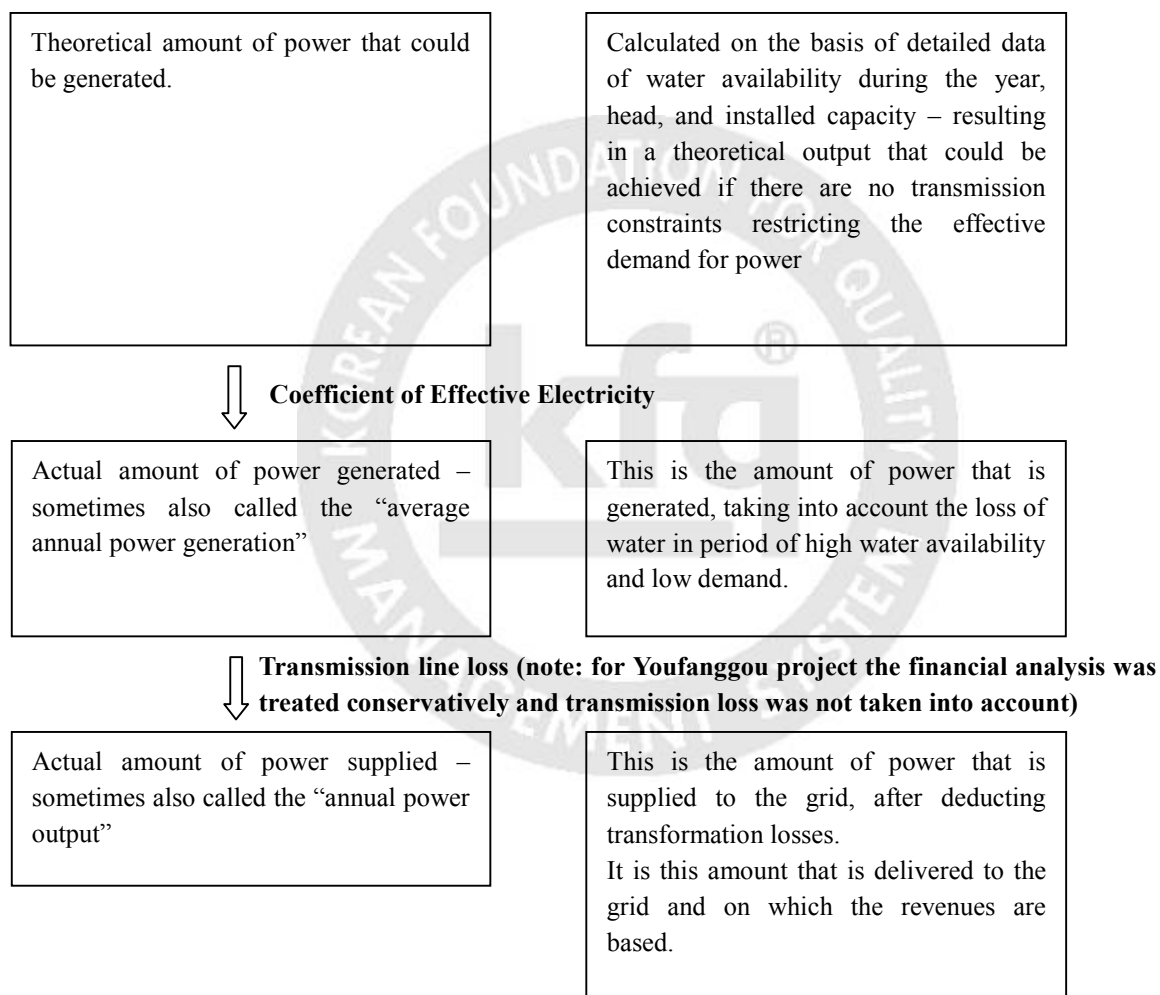 Theoretical amount of power that could
be generated.
Calculated on the basis of detailed data
of water availability during the year,
head, and installed capacity – resulting
in a theoretical output that could be
achieved if there are no transmission
constraints restricting the effective
demand for power
Coefficient of Effective Electricity
Actual amount of power generated –
sometimes also called the “average
annual power generation”
This is the amount of power that is
generated, taking into account the loss of
water in period of high water availability
and low demand.
Transmission line loss (note: for Youfanggou project the financial analysis was
treated conservatively and transmission loss was not taken into account)
Actual amount of power supplied –
sometimes also called the “annual power
output”
This is the amount of power that is
supplied to the grid, after deducting
transformation losses.
It is this amount that is delivered to the
grid and on which the revenues are
based.
KOREAN FOUNDATION FOR QUALITY
kfq ®
MANAGEMENT SYSTEM